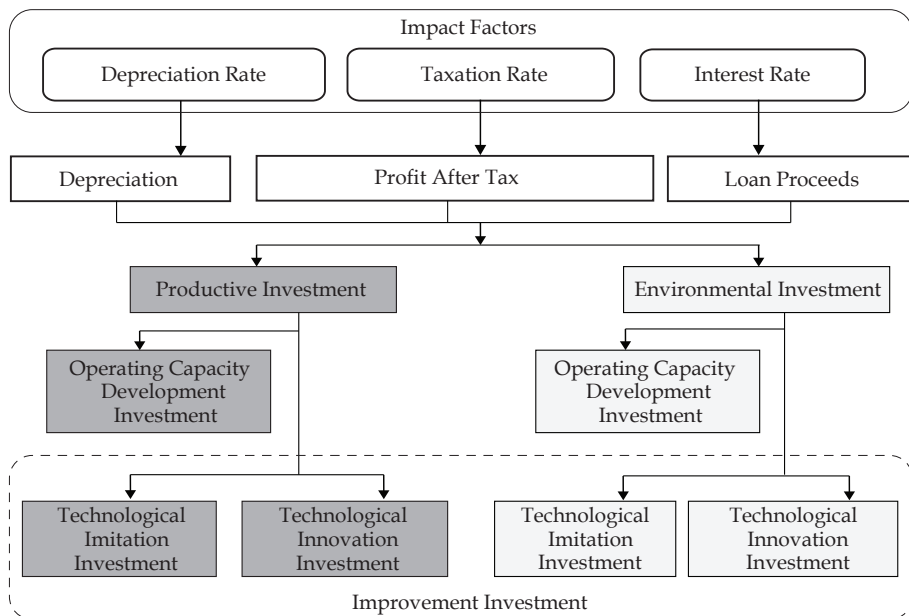 Impact Factors
Depreciation Rate
Taxation Rate
Interest Rate
Depreciation
Profit After Tax
Loan Proceeds
Productive Investment
Environmental Investment
Operating Capacity
Development
Investment
Operating Capacity
Development
Investment
Technological
Imitation
Investment
Technological
Innovation
Investment
Technological
Imitation
Investment
Technological
Innovation
Investment
Improvement Investment